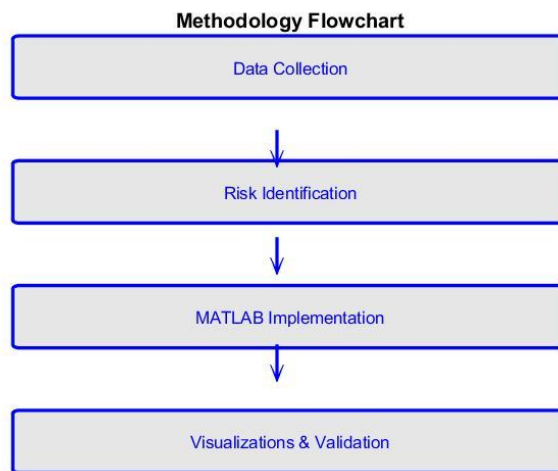 Methodology Flowchart
Data Collection
Risk Identification
MATLAB Implementation
Visualizations & Validation